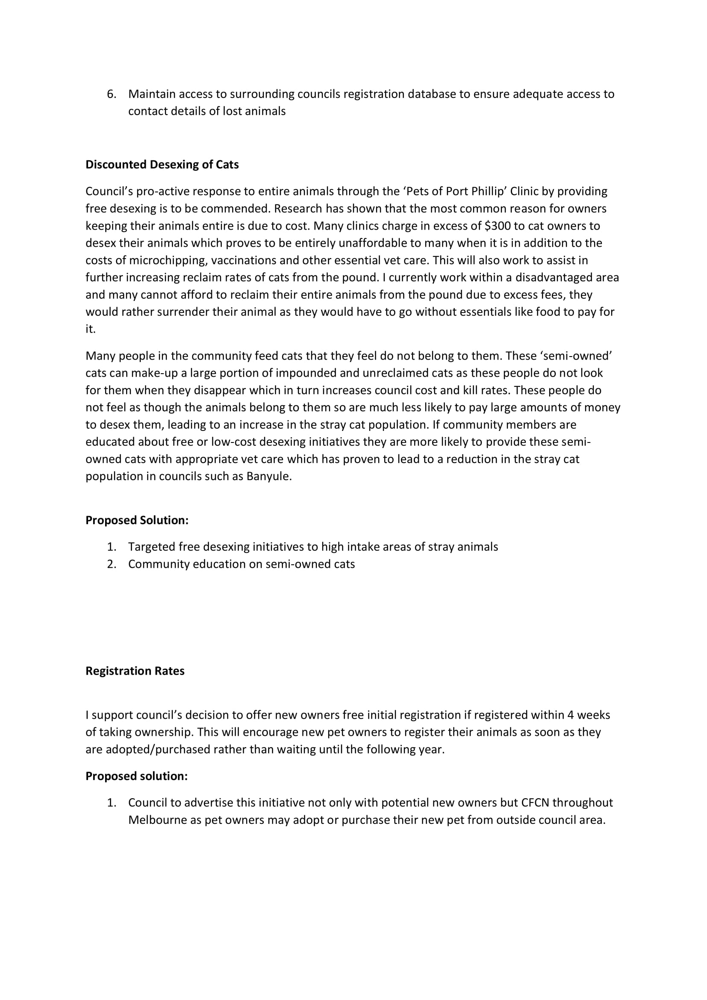 6. Maintain access to surrounding councils registration database to ensure adequate access to
contact details of lost animals
Discounted Desexing of Cats
Council’s pro-active response to entire animals through the ‘Pets of Port Phillip’ Clinic by providing
free desexing is to be commended. Research has shown that the most common reason for owners
keeping their animals entire is due to cost. Many clinics charge in excess of $300 to cat owners to
desex their animals which proves to be entirely unaffordable to many when it is in addition to the
costs of microchipping, vaccinations and other essential vet care. This will also work to assist in
further increasing reclaim rates of cats from the pound. I currently work within a disadvantaged area
and many cannot afford to reclaim their entire animals from the pound due to excess fees, they
would rather surrender their animal as they would have to go without essentials like food to pay for
it.
Many people in the community feed cats that they feel do not belong to them. These ‘semi-owned’
cats can make-up a large portion of impounded and unreclaimed cats as these people do not look
for them when they disappear which in turn increases council cost and kill rates. These people do
not feel as though the animals belong to them so are much less likely to pay large amounts of money
to desex them, leading to an increase in the stray cat population. If community members are
educated about free or low-cost desexing initiatives they are more likely to provide these semi-
owned cats with appropriate vet care which has proven to lead to a reduction in the stray cat
population in councils such as Banyule.
Proposed Solution:
1. Targeted free desexing initiatives to high intake areas of stray animals
2. Community education on semi-owned cats
Registration Rates
I support council’s decision to offer new owners free initial registration if registered within 4 weeks
of taking ownership. This will encourage new pet owners to register their animals as soon as they
are adopted/purchased rather than waiting until the following year.
Proposed solution:
1. Council to advertise this initiative not only with potential new owners but CFCN throughout
Melbourne as pet owners may adopt or purchase their new pet from outside council area.